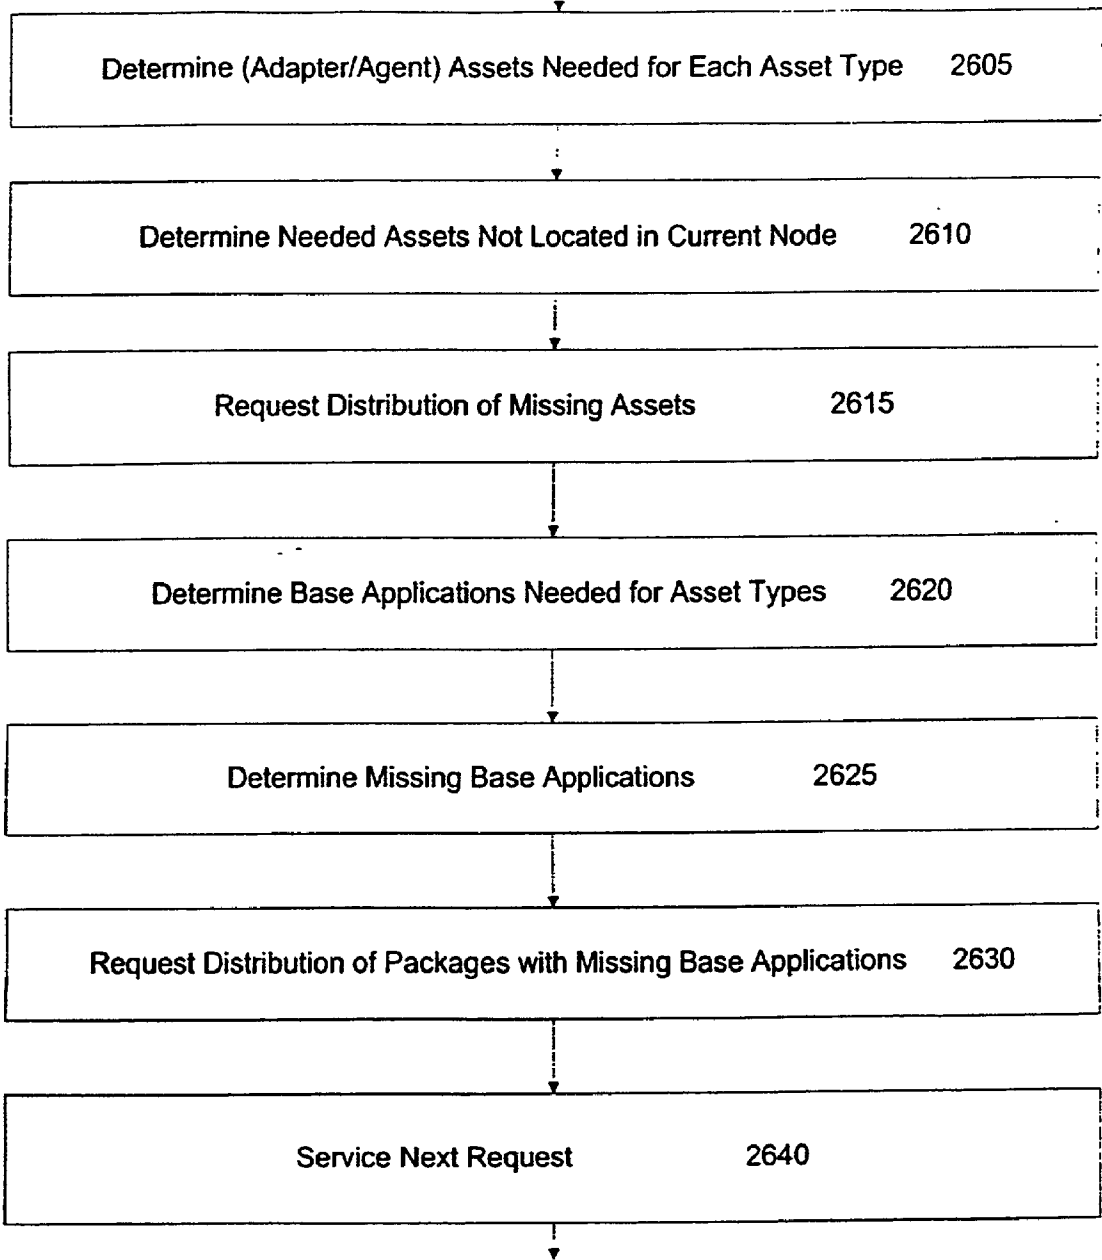 Determine (Adapter/Agent) Assets Needed for Each Asset Type 2605
Determine Needed Assets Not Located in Current Node 2610
Request Distribution of Missing Assets 2615
Determine Base Applications Needed for Asset Types 2620
Determine Missing Base Applications 2625
Request Distribution of Packages with Missing Base Applications 2630
Service Next Request 2640